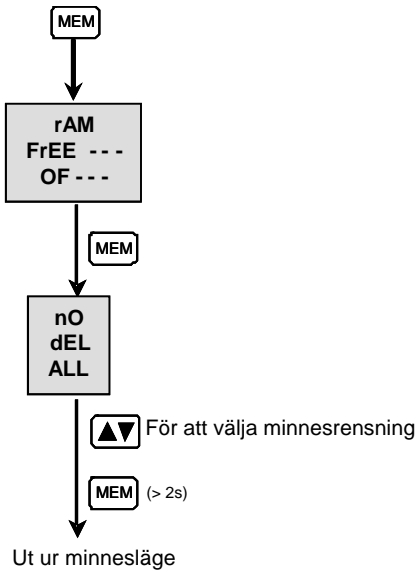 MEM
rAM
FrEE - - -
OF - - -
MEM
nO
dEL
ALL
▲▼ För att välja minnesrensning
MEM (> 2s)
Ut ur minnesläge